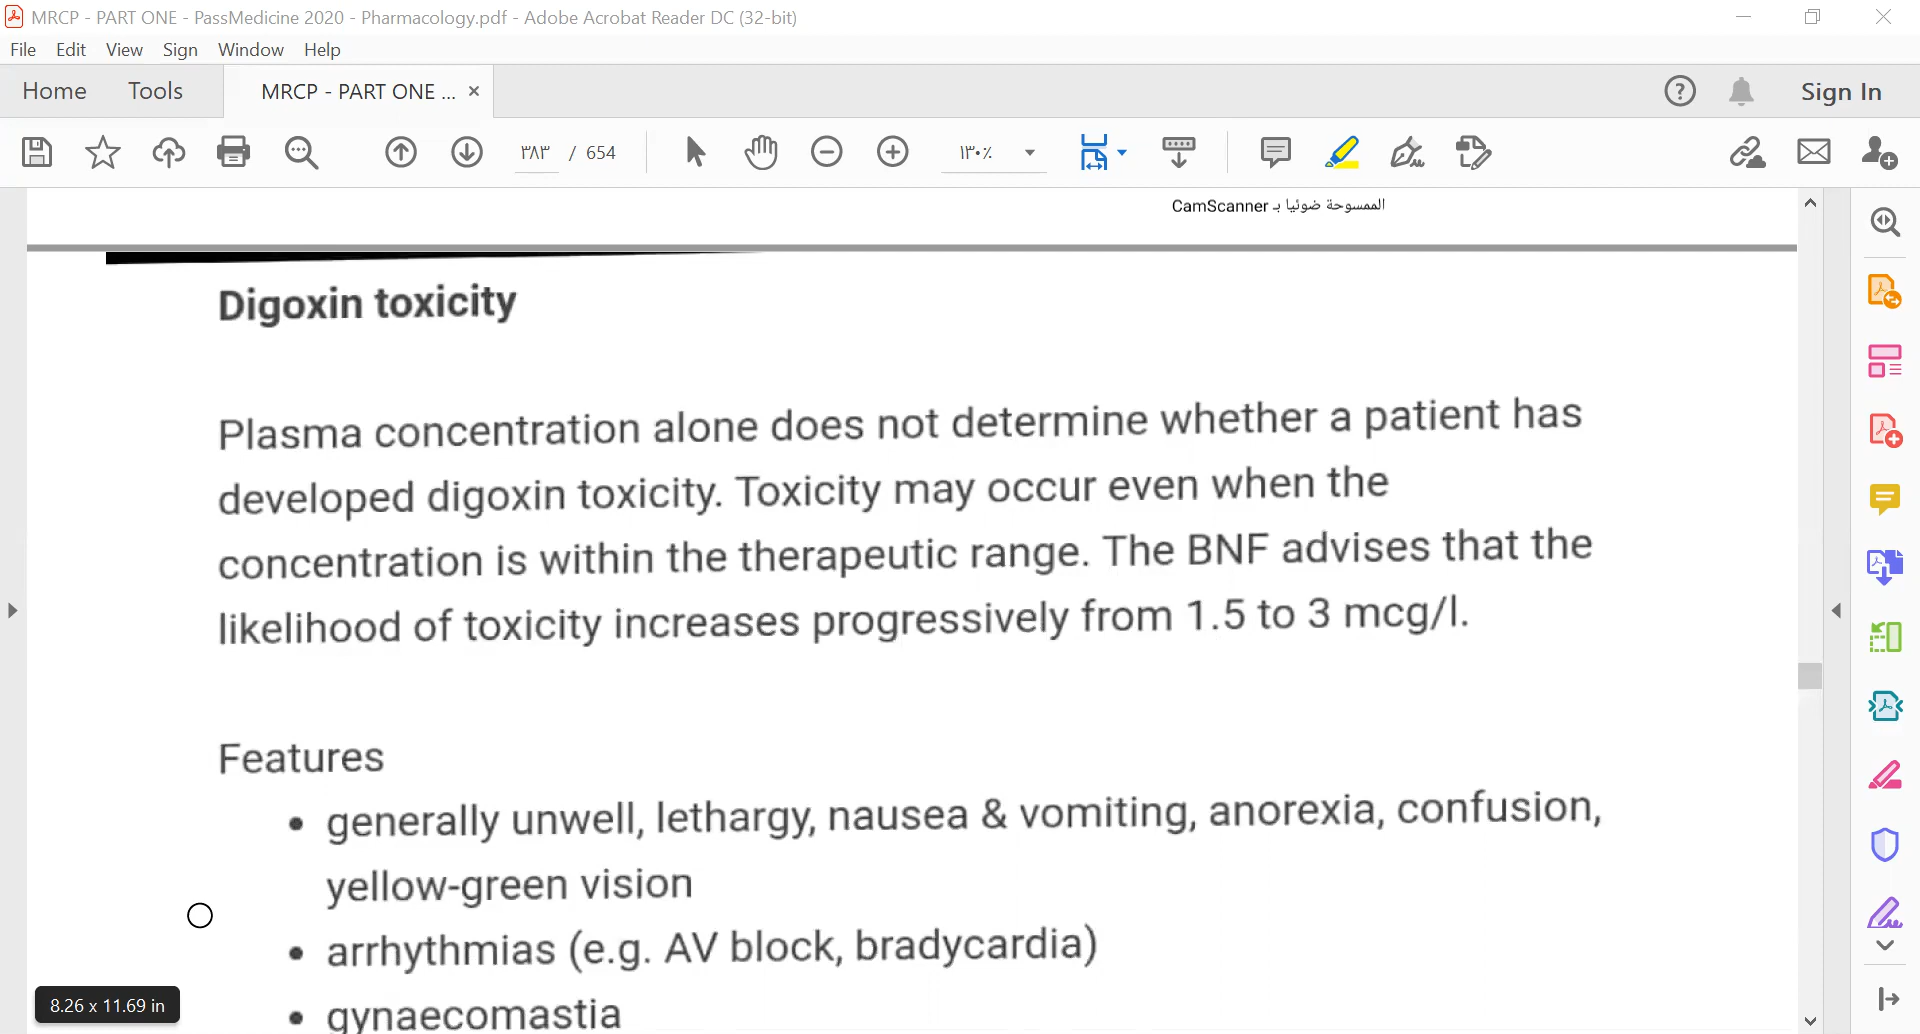 MRCP - PART ONE - PassMedicine 2020 - Pharmacology.pdf - Adobe Acrobat Reader DC (32-bit)
File Edit View Sign Window Help
Home Tools MRCP - PART ONE ... × Sign In
٣٨٣ / 654 ١٣٠٪
الممسوحة ضوئيا بـ CamScanner
Digoxin toxicity
Plasma concentration alone does not determine whether a patient has
developed digoxin toxicity. Toxicity may occur even when the
concentration is within the therapeutic range. The BNF advises that the
likelihood of toxicity increases progressively from 1.5 to 3 mcg/l.
Features
• generally unwell, lethargy, nausea & vomiting, anorexia, confusion,
yellow-green vision
• arrhythmias (e.g. AV block, bradycardia)
• gynaecomastia
8.26 x 11.69 in